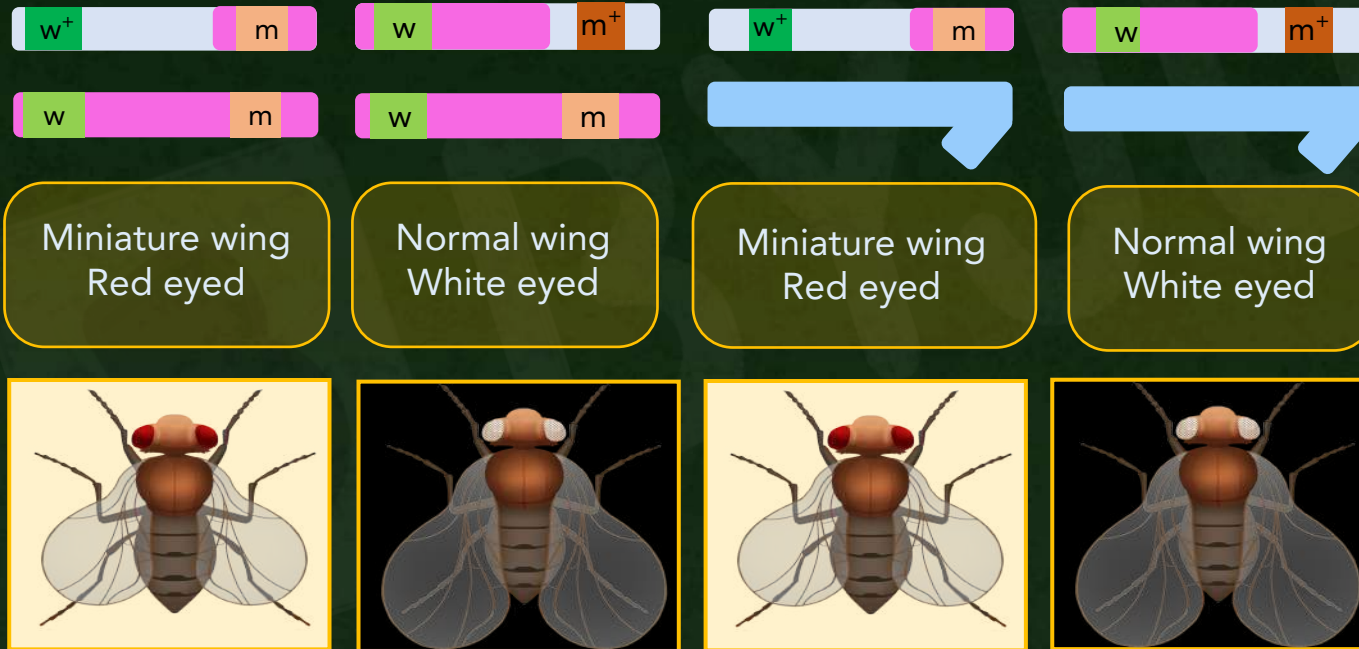 w⁺ m
w m⁺
w⁺ m
w m⁺
w m
w m
Miniature wing
Red eyed
Normal wing
White eyed
Miniature wing
Red eyed
Normal wing
White eyed